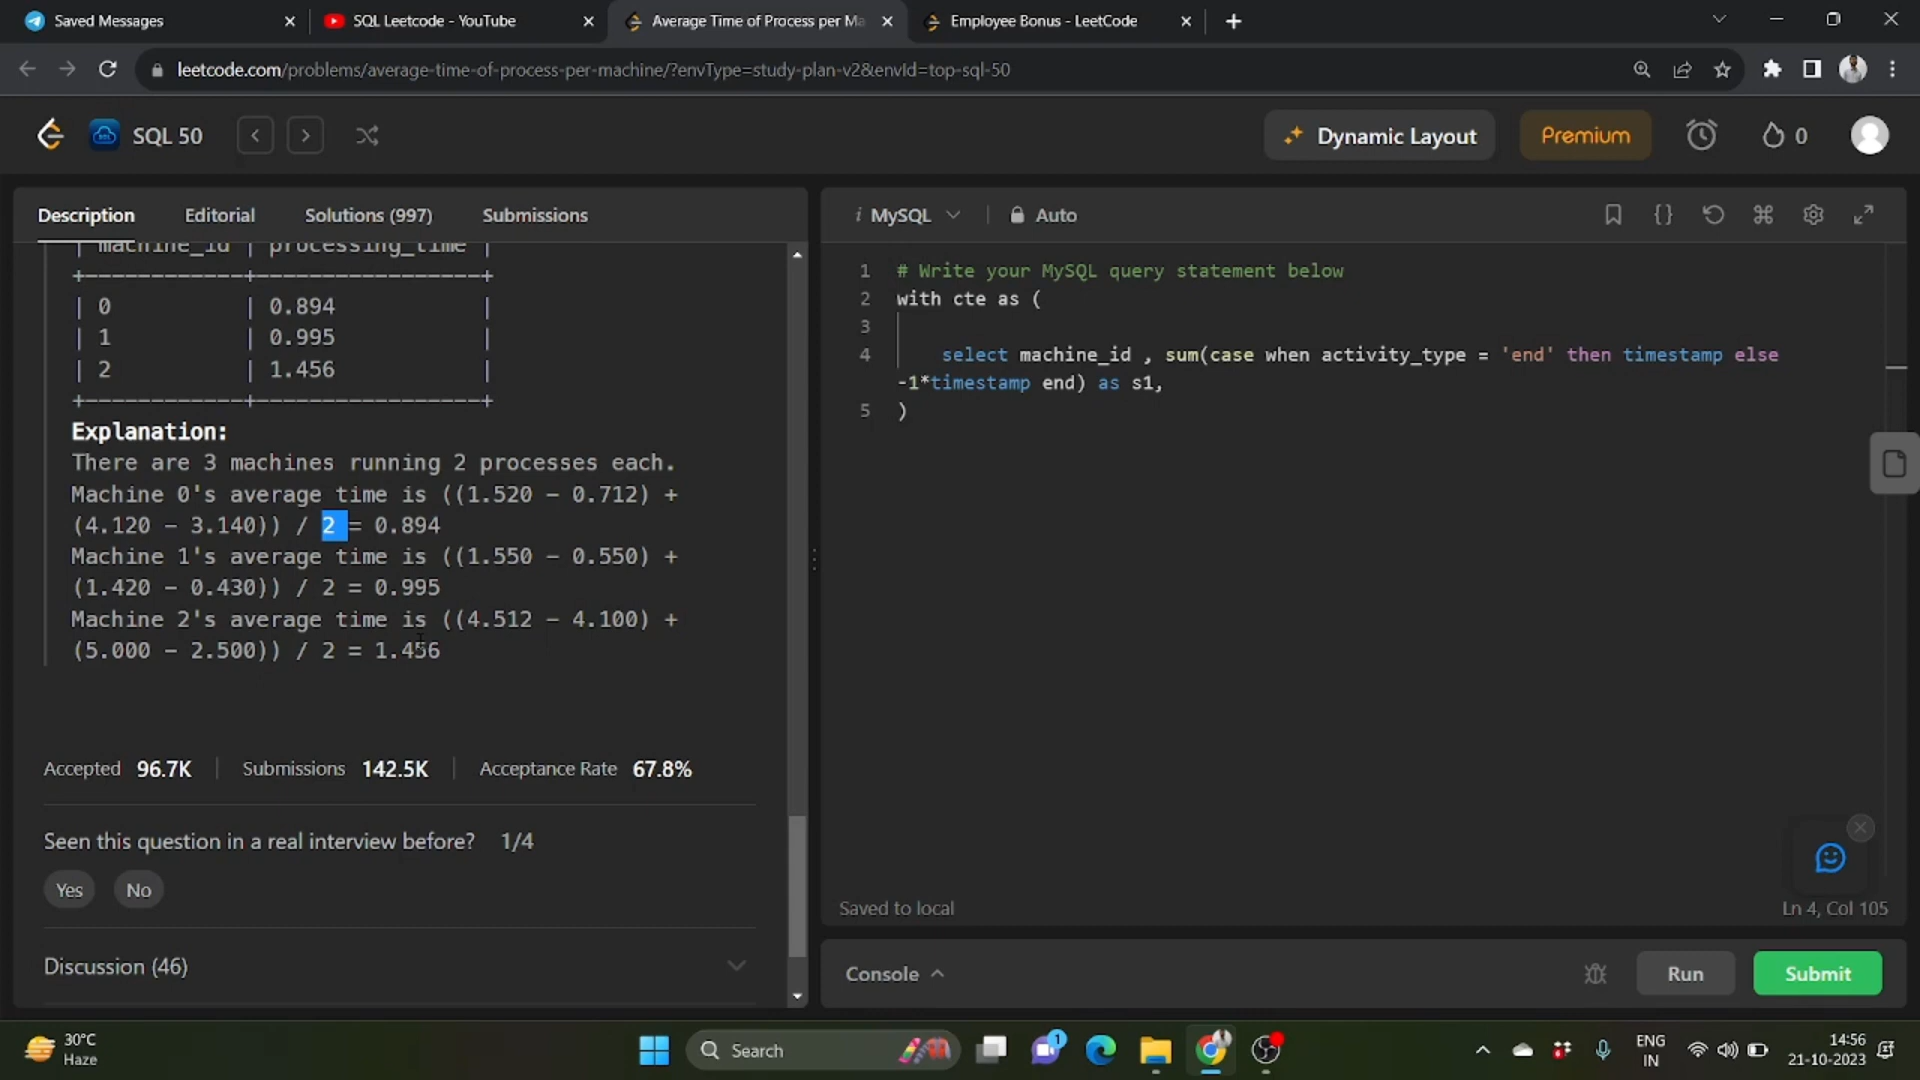 Saved Messages
SQL Leetcode - YouTube
Average Time of Process per Ma
Employee Bonus - LeetCode
leetcode.com/problems/average-time-of-process-per-machine/?envType=study-plan-v2&envId=top-sql-50
SQL 50
Dynamic Layout
Premium
0
Description
Editorial
Solutions (997)
Submissions
| machine_id | processing_time |
+------------+-----------------+
| 0 | 0.894 |
| 1 | 0.995 |
| 2 | 1.456 |
+------------+-----------------+
Explanation:
There are 3 machines running 2 processes each.
Machine 0's average time is ((1.520 - 0.712) +
(4.120 - 3.140)) / 2 = 0.894
Machine 1's average time is ((1.550 - 0.550) +
(1.420 - 0.430)) / 2 = 0.995
Machine 2's average time is ((4.512 - 4.100) +
(5.000 - 2.500)) / 2 = 1.456
Accepted 96.7K
Submissions 142.5K
Acceptance Rate 67.8%
Seen this question in a real interview before? 1/4
Yes
No
Discussion (46)
i MySQL
Auto
1 # Write your MySQL query statement below
2 with cte as (
3
4 select machine_id , sum(case when activity_type = 'end' then timestamp else
-1*timestamp end) as s1,
5 )
Saved to local
Ln 4, Col 105
Console
Run
Submit
30°C
Haze
Search
1
ENG
IN
14:56
21-10-2023